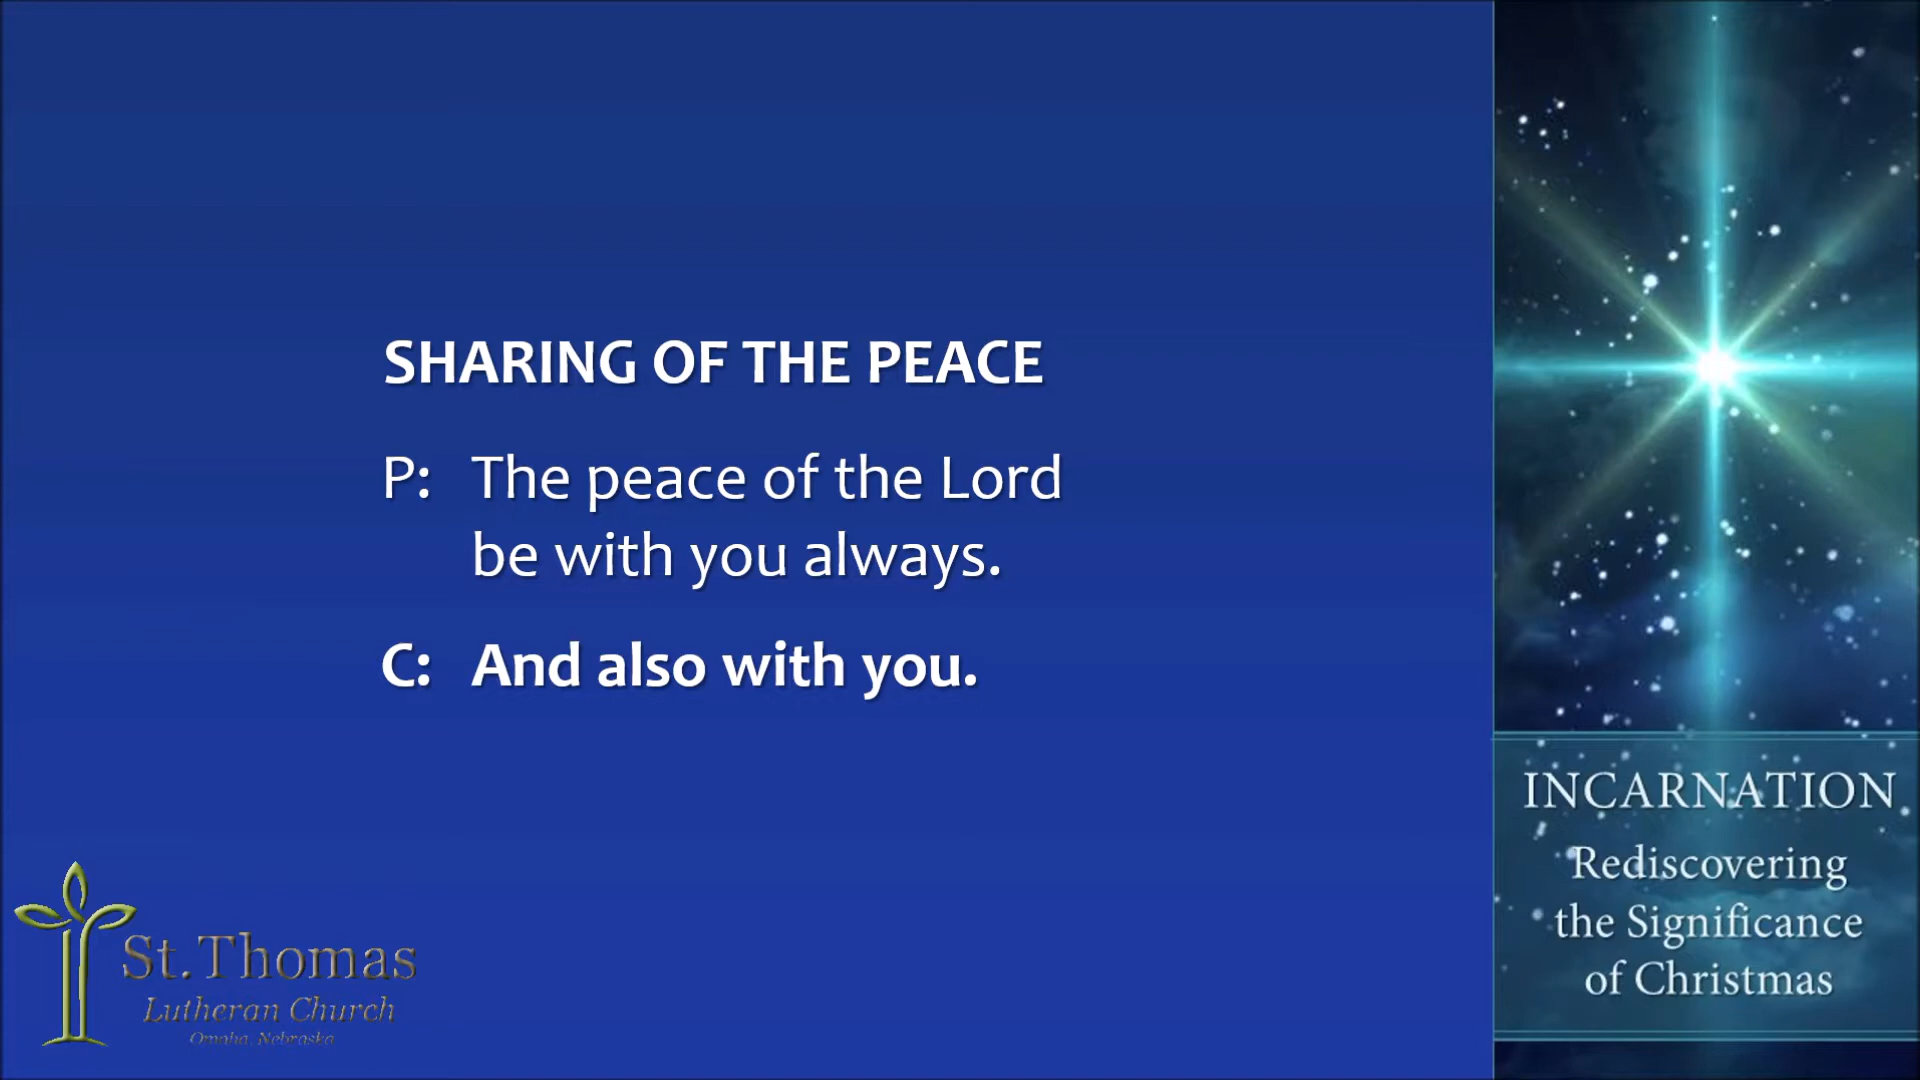 SHARING OF THE PEACE
P: The peace of the Lord
be with you always.
C: And also with you.
St. Thomas
Lutheran Church
Omaha, Nebraska
INCARNATION
Rediscovering
the Significance
of Christmas